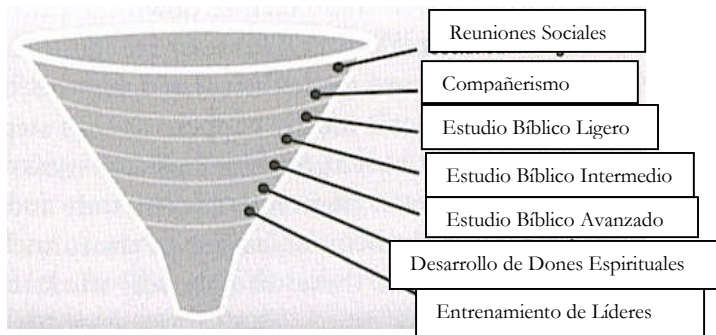 Reuniones Sociales
Compañerismo
Estudio Bíblico Ligero
Estudio Bíblico Intermedio
Estudio Bíblico Avanzado
Desarrollo de Dones Espirituales
Entrenamiento de Líderes